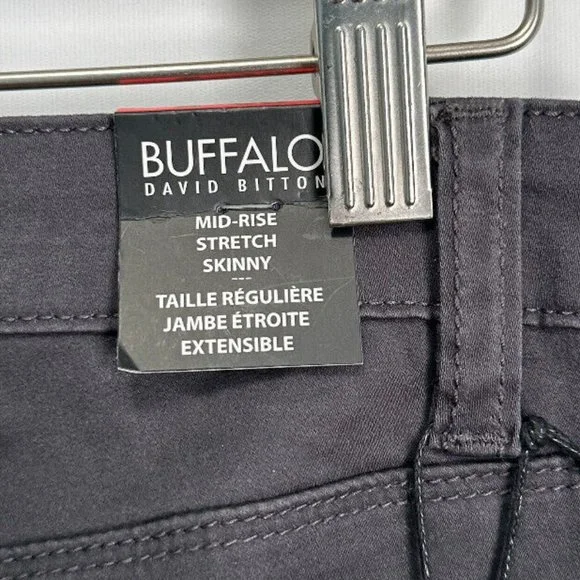 BUFFALO
DAVID BITTON
MID-RISE
STRETCH
SKINNY
---
TAILLE RÉGULIÈRE
JAMBE ÉTROITE
EXTENSIBLE